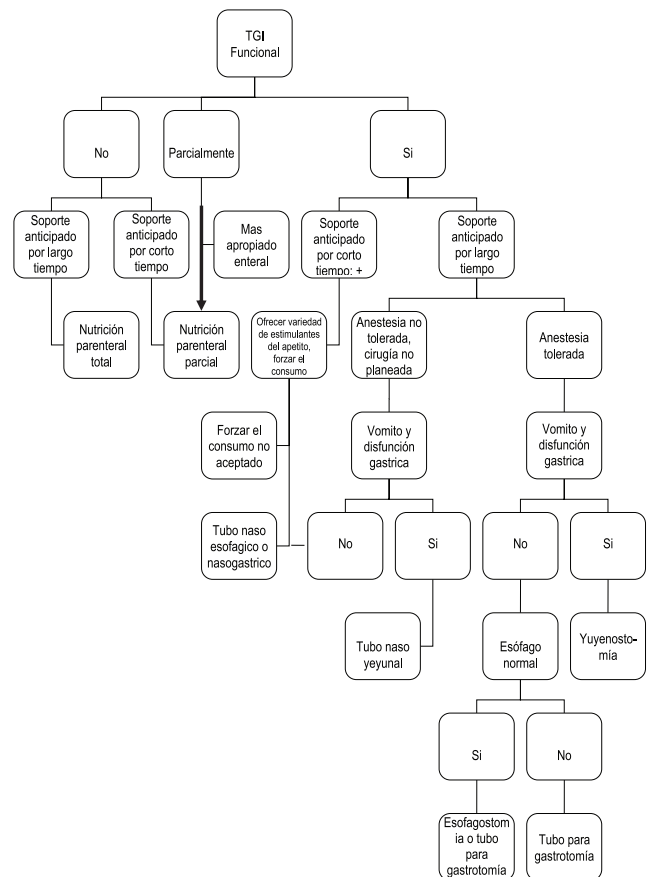 TGI
Funcional
No
Parcialmente
Si
Soporte
anticipado
por largo
tiempo
Soporte
anticipado
por corto
tiempo
Mas
apropiado
enteral
Soporte
anticipado
por corto
tiempo: +
Soporte
anticipado
por largo
tiempo
Nutrición
parenteral
total
Nutrición
parenteral
parcial
Ofrecer variedad
de estimulantes
del apetito,
forzar el
consumo
Anestesia no
tolerada,
cirugía no
planeada
Anestesia
tolerada
Forzar el
consumo no
aceptado
Vomito y
disfunción
gastrica
Vomito y
disfunción
gastrica
Tubo naso
esofagico o
nasogastrico
No
Si
No
Si
Tubo naso
yeyunal
Esófago
normal
Yuyenosto-
mía
Si
No
Esofagostom
ia o tubo
para
gastrotomía
Tubo para
gastrotomía